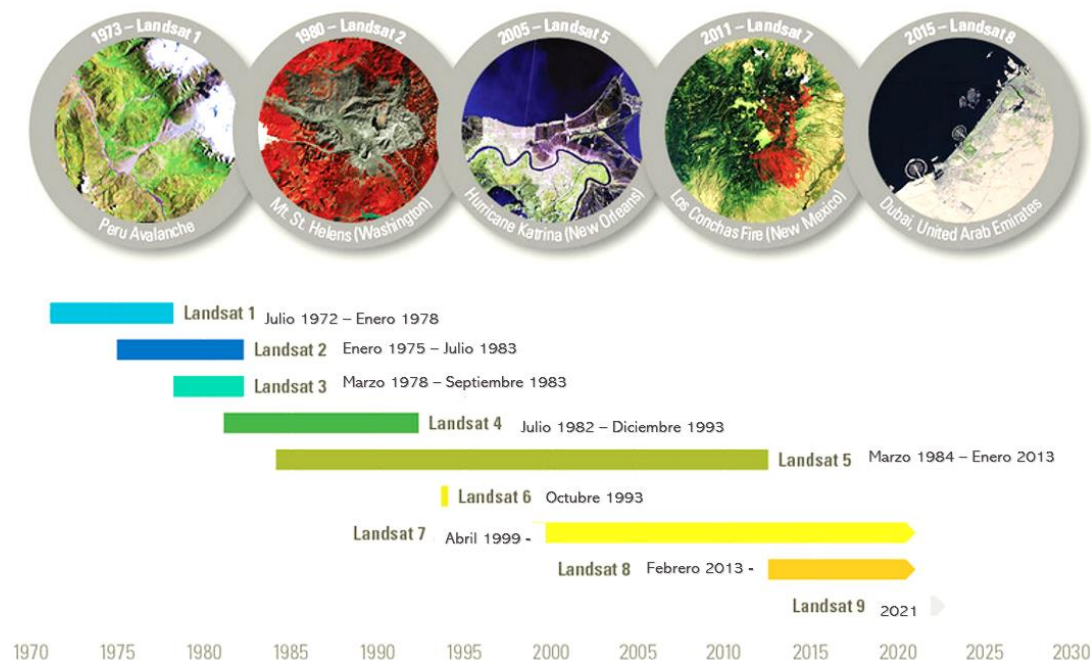 1973 – Landsat 1
Peru Avalanche
1980 – Landsat 2
Mt. St. Helens (Washington)
2005 – Landsat 5
Hurricane Katrina (New Orleans)
2011 – Landsat 7
Los Conchas Fire (New Mexico)
2015 – Landsat 8
Dubai, United Arab Emirates
Landsat 1 Julio 1972 – Enero 1978
Landsat 2 Enero 1975 – Julio 1983
Landsat 3 Marzo 1978 – Septiembre 1983
Landsat 4 Julio 1982 – Diciembre 1993
Landsat 5 Marzo 1984 – Enero 2013
Landsat 6 Octubre 1993
Landsat 7 Abril 1999 -
Landsat 8 Febrero 2013 -
Landsat 9 2021
1970 1975 1980 1985 1990 1995 2000 2005 2010 2015 2020 2025 2030